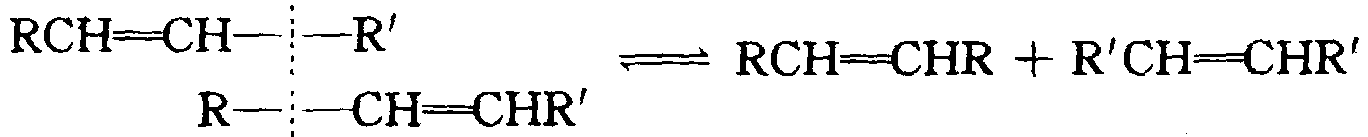 RCH=CH—┊—R′
⇌ RCH=CHR + R′CH=CHR′
R—┊—CH=CHR′